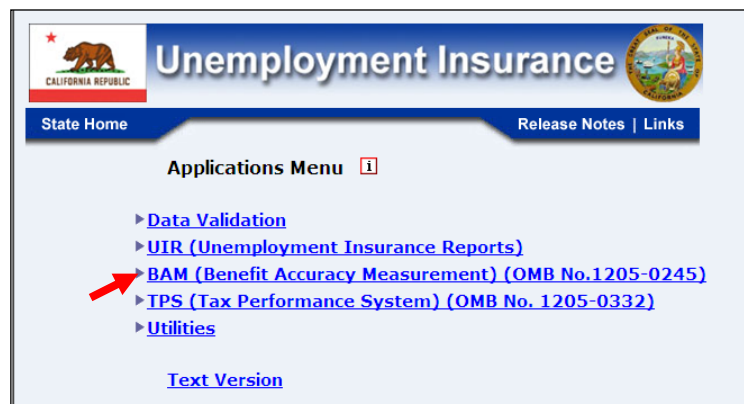 CALIFORNIA REPUBLIC
Unemployment Insurance
State Home
Release Notes | Links
Applications Menu i
Data Validation
UIR (Unemployment Insurance Reports)
BAM (Benefit Accuracy Measurement) (OMB No.1205-0245)
TPS (Tax Performance System) (OMB No. 1205-0332)
Utilities
Text Version